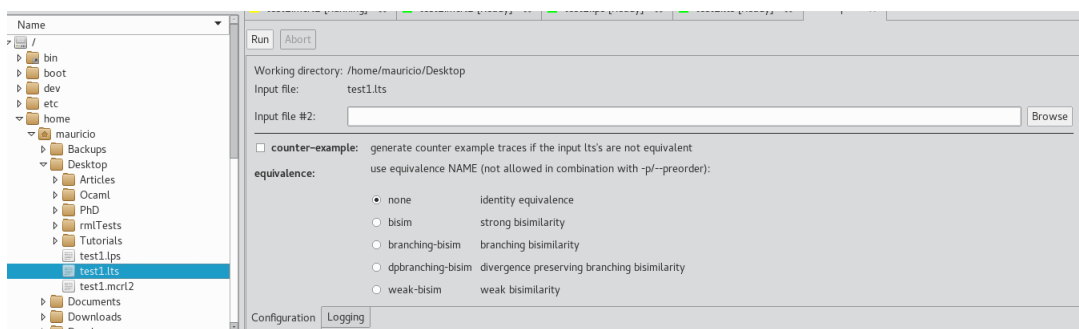 Name
/
bin
boot
dev
etc
home
mauricio
Backups
Desktop
Articles
Ocaml
PhD
rmlTests
Tutorials
test1.lps
test1.lts
test1.mcrl2
Documents
Downloads
Run Abort
Working directory: /home/mauricio/Desktop
Input file: test1.lts
Input file #2: Browse
counter-example: generate counter example traces if the input lts's are not equivalent
equivalence: use equivalence NAME (not allowed in combination with -p/--preorder):
none identity equivalence
bisim strong bisimilarity
branching-bisim branching bisimilarity
dpbranching-bisim divergence preserving branching bisimilarity
weak-bisim weak bisimilarity
Configuration Logging